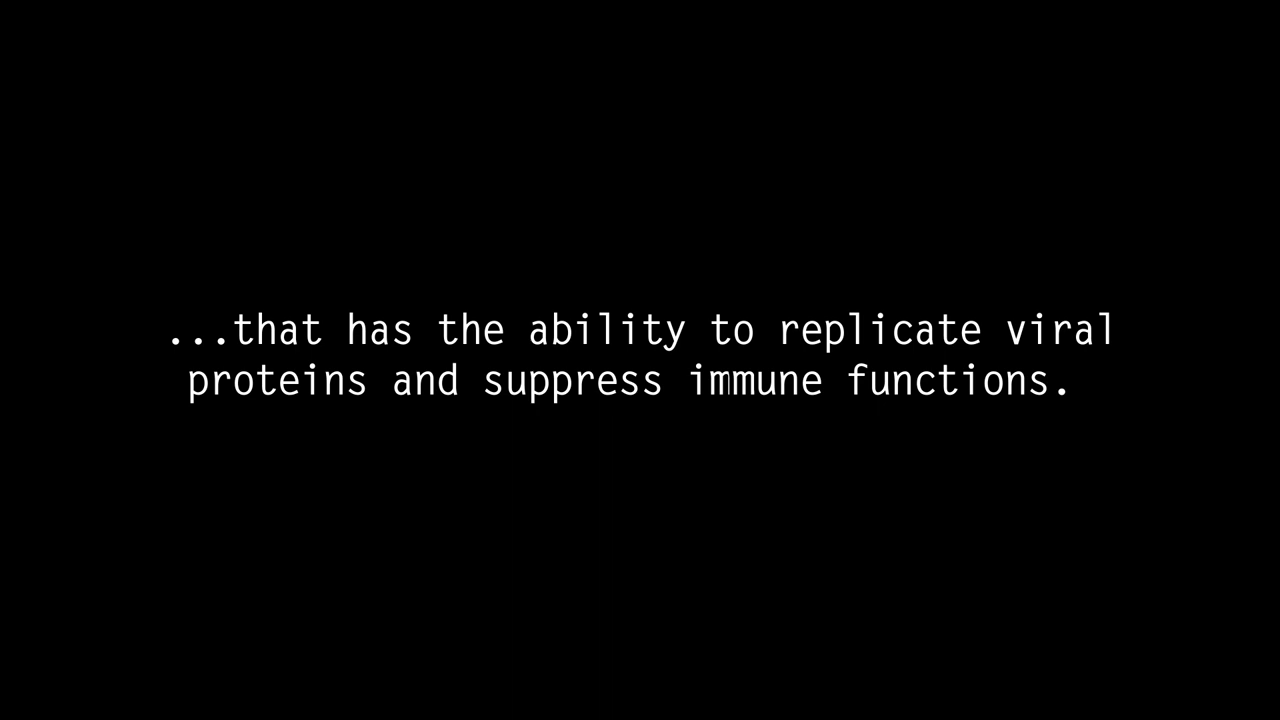 ...that has the ability to replicate viral
proteins and suppress immune functions.